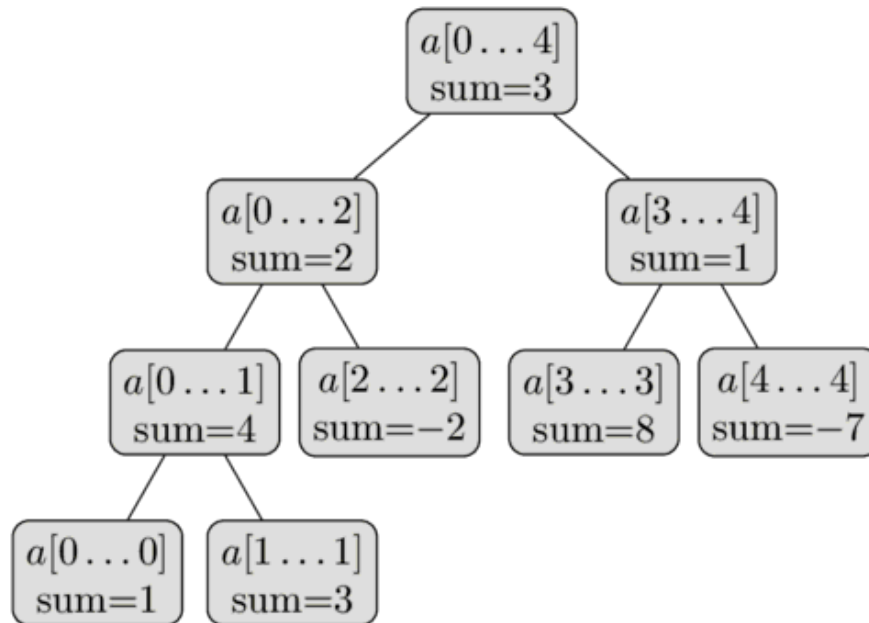 a[0 … 4]
sum=3
a[0 … 2]
sum=2
a[3 … 4]
sum=1
a[0 … 1]
sum=4
a[2 … 2]
sum=−2
a[3 … 3]
sum=8
a[4 … 4]
sum=−7
a[0 … 0]
sum=1
a[1 … 1]
sum=3